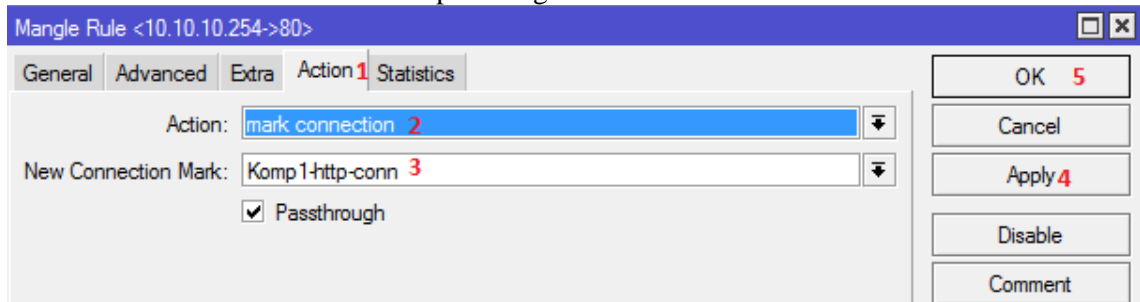 Mangle Rule <10.10.10.254->80>
General Advanced Extra Action 1 Statistics
Action: mark connection 2
New Connection Mark: Komp1-http-conn 3
Passthrough
OK 5
Cancel
Apply 4
Disable
Comment